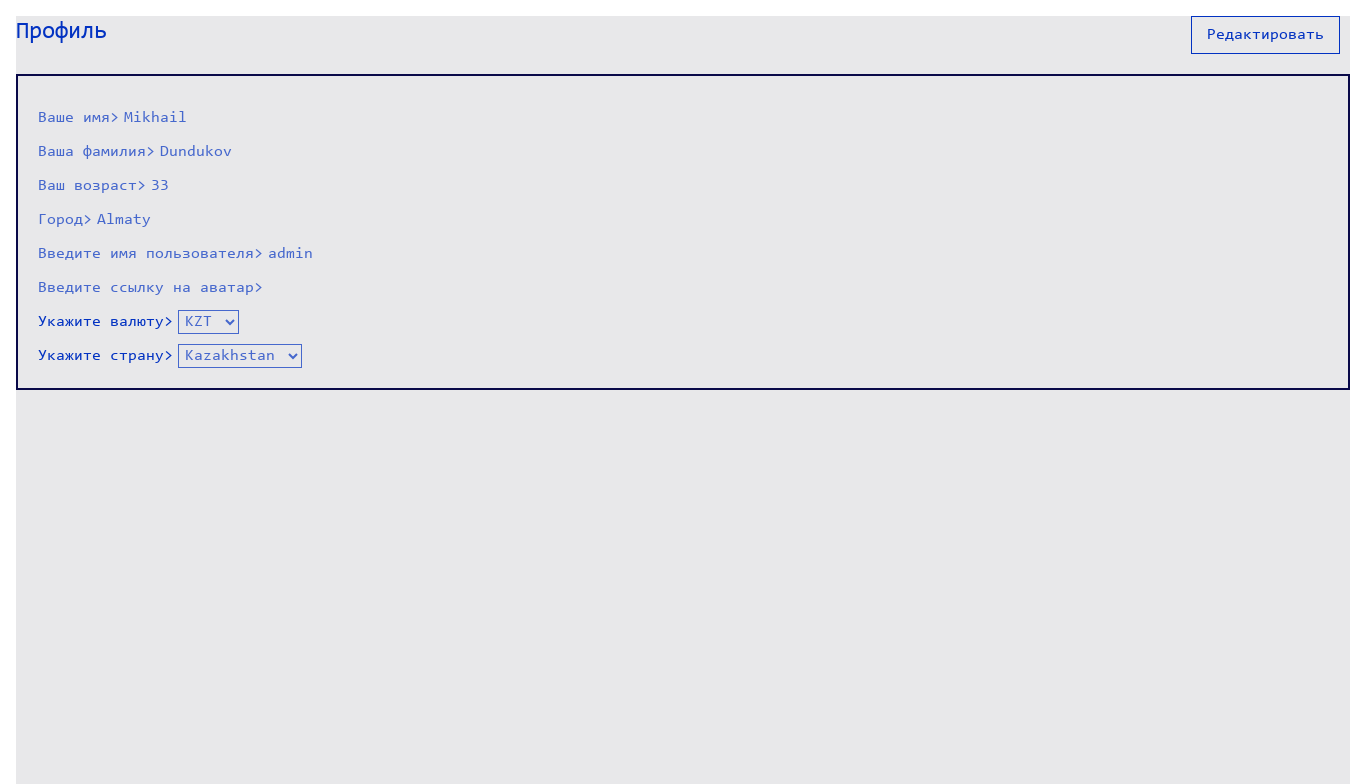 Профиль
Редактировать
Ваше имя> Mikhail
Ваша фамилия> Dundukov
Ваш возраст> 33
Город> Almaty
Введите имя пользователя> admin
Введите ссылку на аватар>
Укажите валюту> KZT
Укажите страну> Kazakhstan